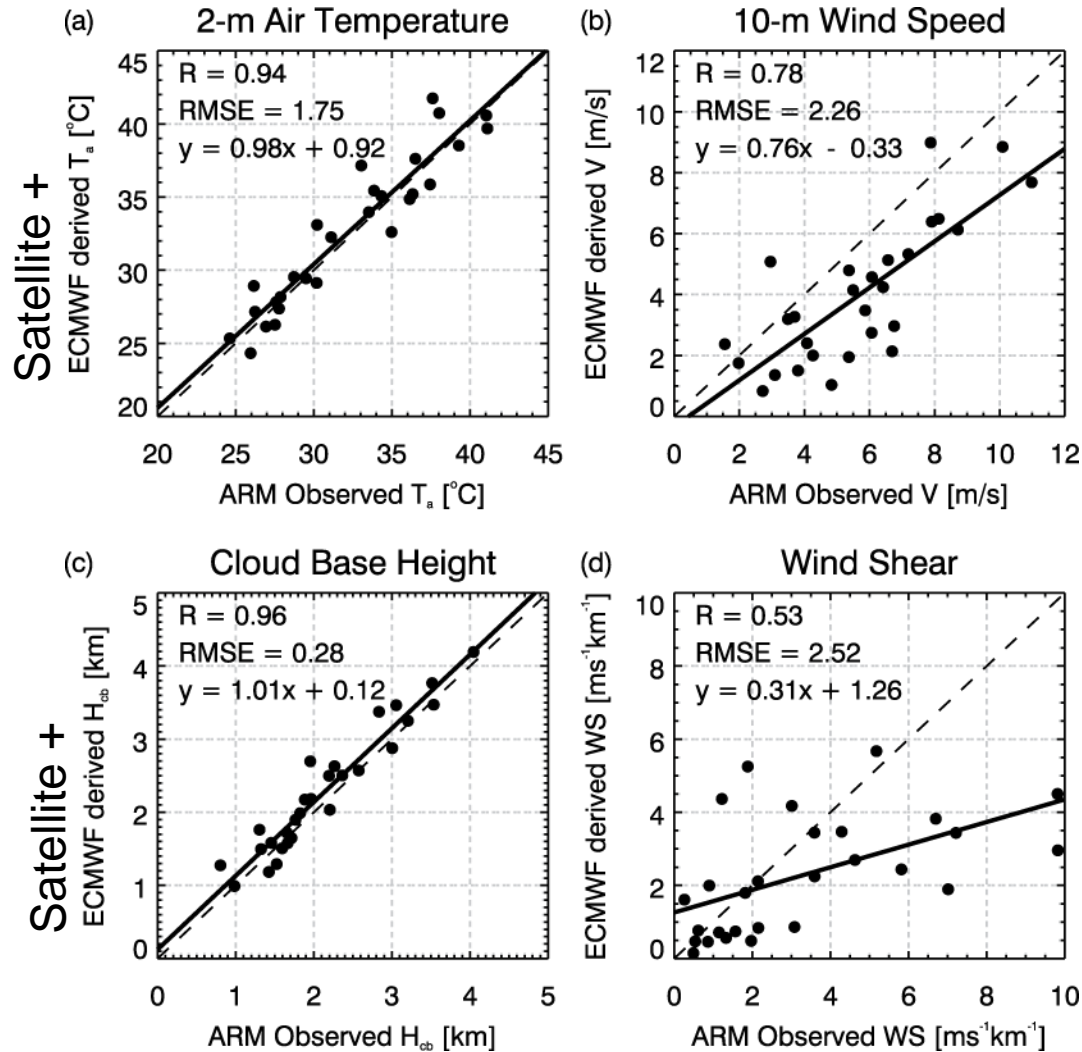 (a) 2-m Air Temperature
R = 0.94
RMSE = 1.75
y = 0.98x + 0.92
45
40
35
30
25
20
Satellite +
ECMWF derived Tₐ [°C]
20 25 30 35 40 45
ARM Observed Tₐ [°C]
(b) 10-m Wind Speed
R = 0.78
RMSE = 2.26
y = 0.76x - 0.33
12
10
8
6
4
2
0
ECMWF derived V [m/s]
0 2 4 6 8 10 12
ARM Observed V [m/s]
(c) Cloud Base Height
R = 0.96
RMSE = 0.28
y = 1.01x + 0.12
5
4
3
2
1
0
Satellite +
ECMWF derived H_cb [km]
0 1 2 3 4 5
ARM Observed H_cb [km]
(d) Wind Shear
R = 0.53
RMSE = 2.52
y = 0.31x + 1.26
10
8
6
4
2
0
ECMWF derived WS [ms⁻¹km⁻¹]
0 2 4 6 8 10
ARM Observed WS [ms⁻¹km⁻¹]